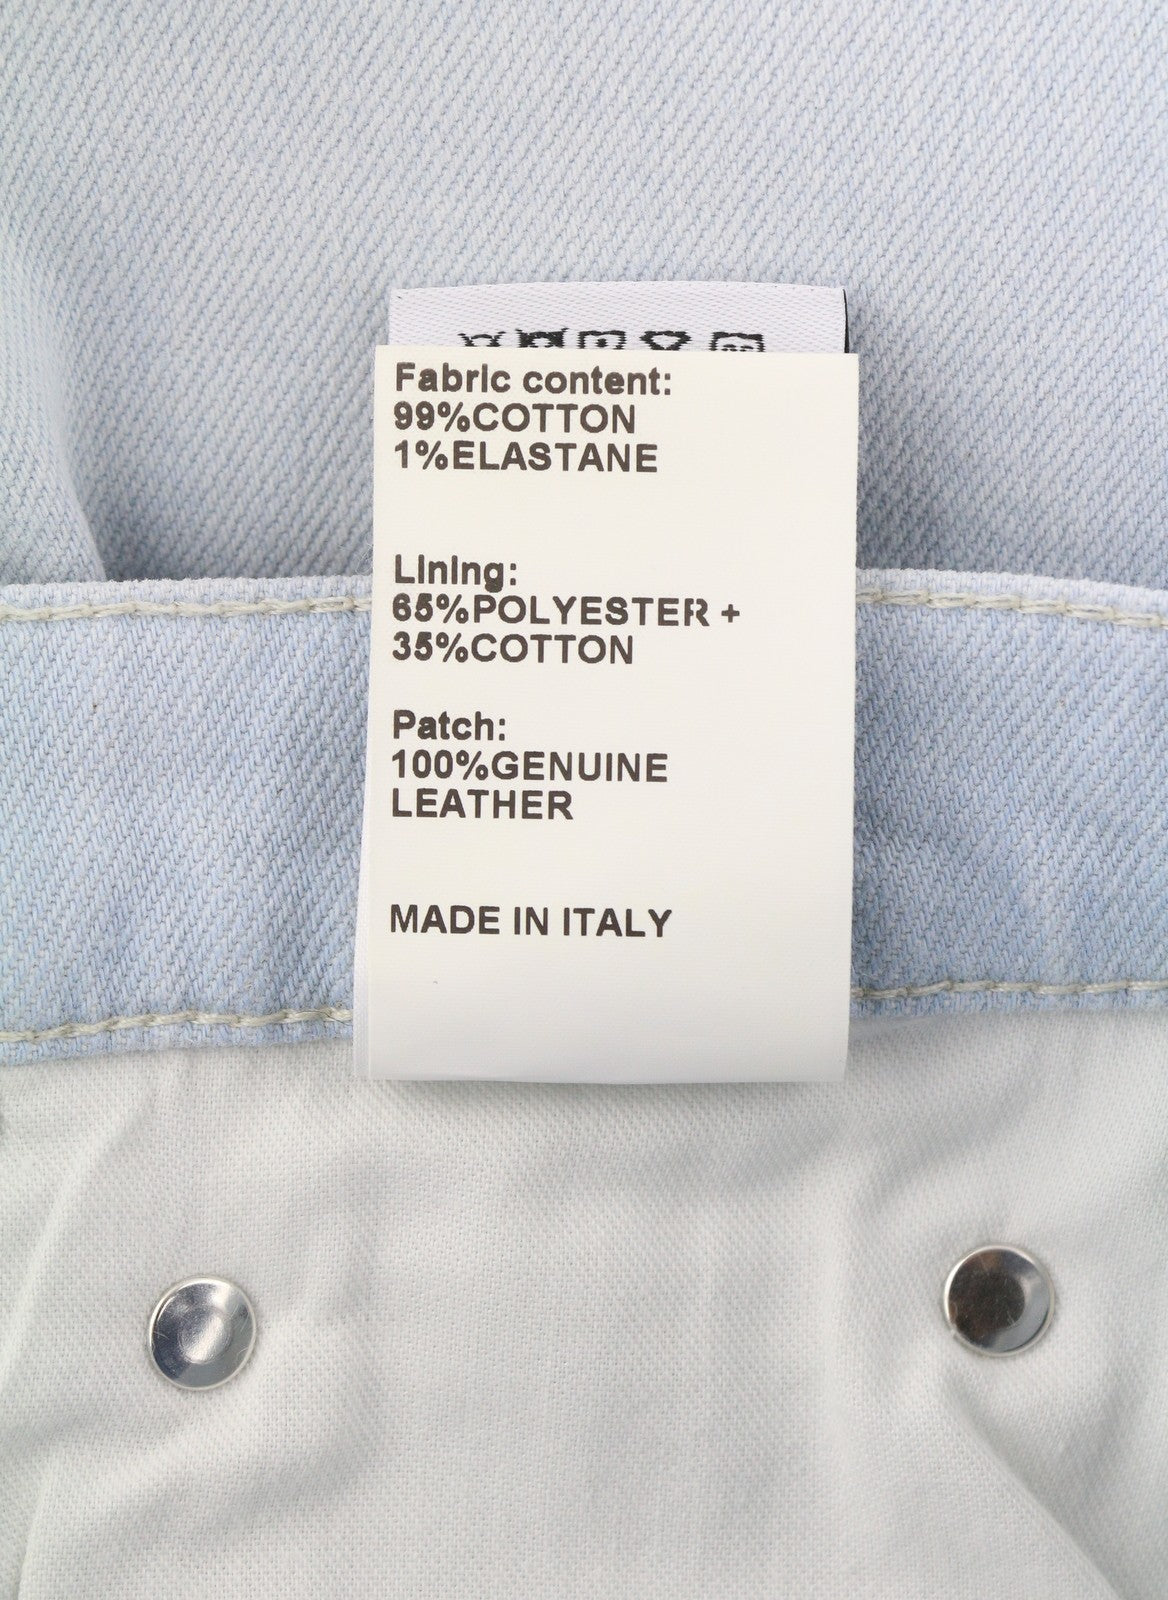 Fabric content:
99%COTTON
1%ELASTANE
Lining:
65%POLYESTER +
35%COTTON
Patch:
100%GENUINE
LEATHER
MADE IN ITALY